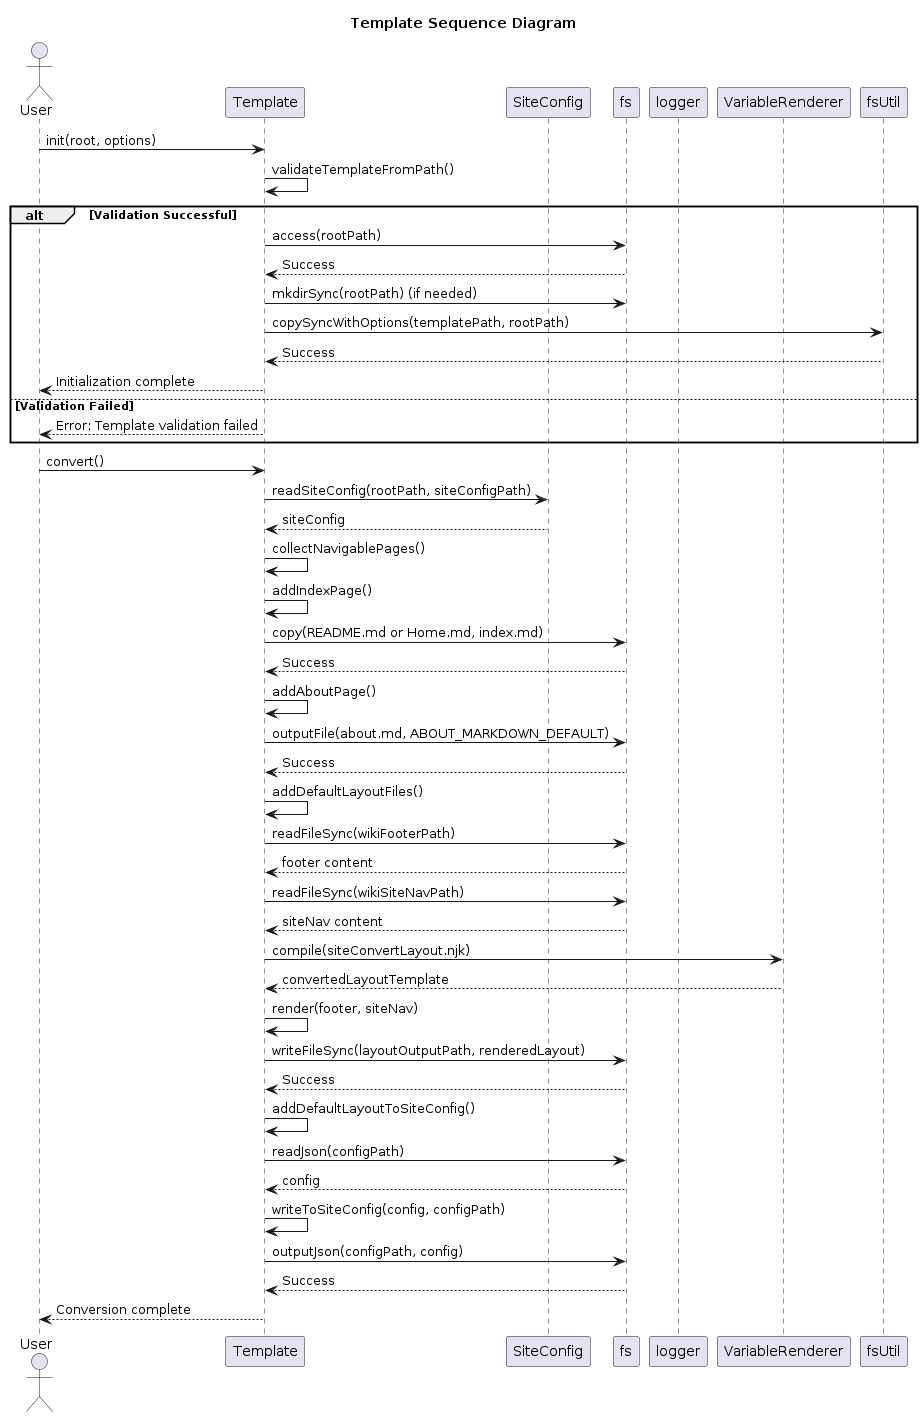 Template Sequence Diagram
User
Template
SiteConfig
fs
logger
VariableRenderer
fsUtil
init(root, options)
validateTemplateFromPath()
alt
[Validation Successful]
access(rootPath)
Success
mkdirSync(rootPath) (if needed)
copySyncWithOptions(templatePath, rootPath)
Success
Initialization complete
[Validation Failed]
Error: Template validation failed
convert()
readSiteConfig(rootPath, siteConfigPath)
siteConfig
collectNavigablePages()
addIndexPage()
copy(README.md or Home.md, index.md)
Success
addAboutPage()
outputFile(about.md, ABOUT_MARKDOWN_DEFAULT)
Success
addDefaultLayoutFiles()
readFileSync(wikiFooterPath)
footer content
readFileSync(wikiSiteNavPath)
siteNav content
compile(siteConvertLayout.njk)
convertedLayoutTemplate
render(footer, siteNav)
writeFileSync(layoutOutputPath, renderedLayout)
Success
addDefaultLayoutToSiteConfig()
readJson(configPath)
config
writeToSiteConfig(config, configPath)
outputJson(configPath, config)
Success
Conversion complete
User
Template
SiteConfig
fs
logger
VariableRenderer
fsUtil